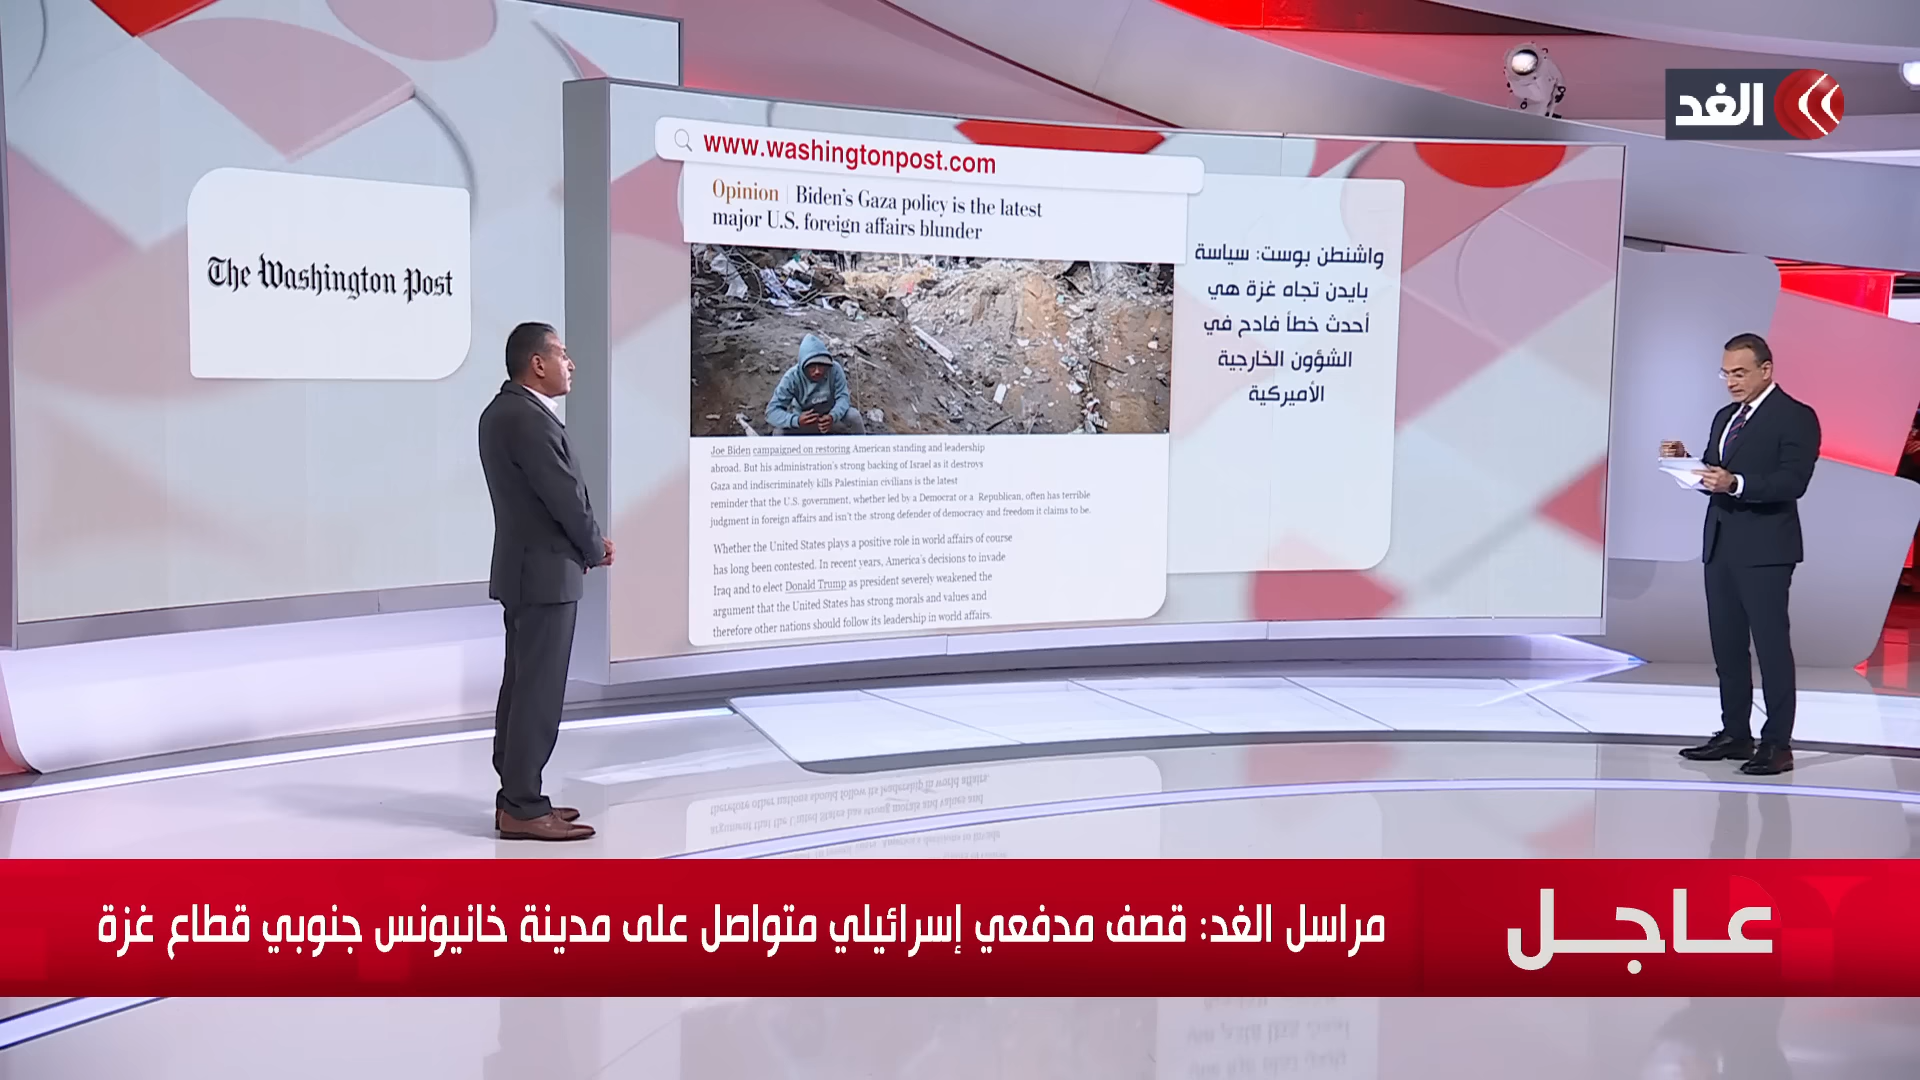 الغد
The Washington Post
www.washingtonpost.com
Opinion | Biden's Gaza policy is the latest
major U.S. foreign affairs blunder
Joe Biden campaigned on restoring American standing and leadership
abroad. But his administration's strong backing of Israel as it destroys
Gaza and indiscriminately kills Palestinian civilians is the latest
reminder that the U.S. government, whether led by a Democrat or a Republican, often has terrible
judgment in foreign affairs and isn't the strong defender of democracy and freedom it claims to be.
Whether the United States plays a positive role in world affairs of course
has long been contested. In recent years, America's decisions to invade
Iraq and to elect Donald Trump as president severely weakened the
argument that the United States has strong morals and values and
therefore other nations should follow its leadership in world affairs.
واشنطن بوست: سياسة
بايدن تجاه غزة هي
أحدث خطأ فادح في
الشؤون الخارجية
الأميركية
عاجل
مراسل الغد: قصف مدفعي إسرائيلي متواصل على مدينة خانيونس جنوبي قطاع غزة